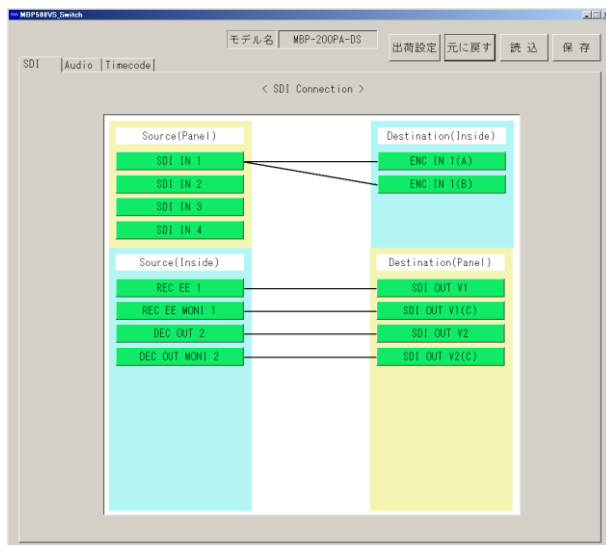 MBP500VS_Switch
モデル名 MBP-200PA-DS 出荷設定 元に戻す 読 込 保 存
SDI Audio Timecode
< SDI Connection >
Source(Panel) Destination(Inside)
SDI IN 1 ENC IN 1(A)
SDI IN 2 ENC IN 1(B)
SDI IN 3
SDI IN 4
Source(Inside) Destination(Panel)
REC EE 1 SDI OUT V1
REC EE MONI 1 SDI OUT V1(C)
DEC OUT 2 SDI OUT V2
DEC OUT MONI 2 SDI OUT V2(C)